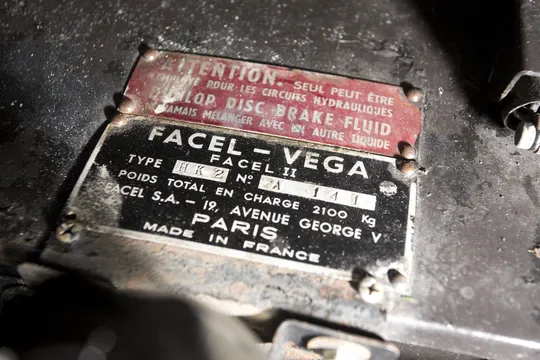 ATTENTION. SEUL PEUT ÊTRE
EMPLOYÉ POUR LES CIRCUITS HYDRAULIQUES
DUNLOP DISC BRAKE FLUID
JAMAIS MÉLANGER AVEC UN AUTRE LIQUIDE
FACEL-VEGA
FACEL II
TYPE HK2 N° A 141
POIDS TOTAL EN CHARGE 2100 Kg
FACEL S.A. - 19, AVENUE GEORGE V
PARIS
MADE IN FRANCE